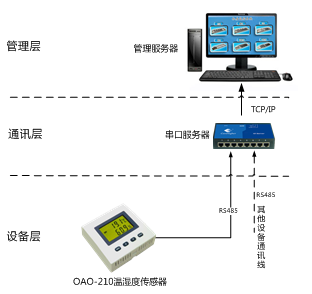 管理层
管理服务器
TCP/IP
通讯层
串口服务器
RS485
RS485
其他设备通讯线
设备层
OAO-210温湿度传感器